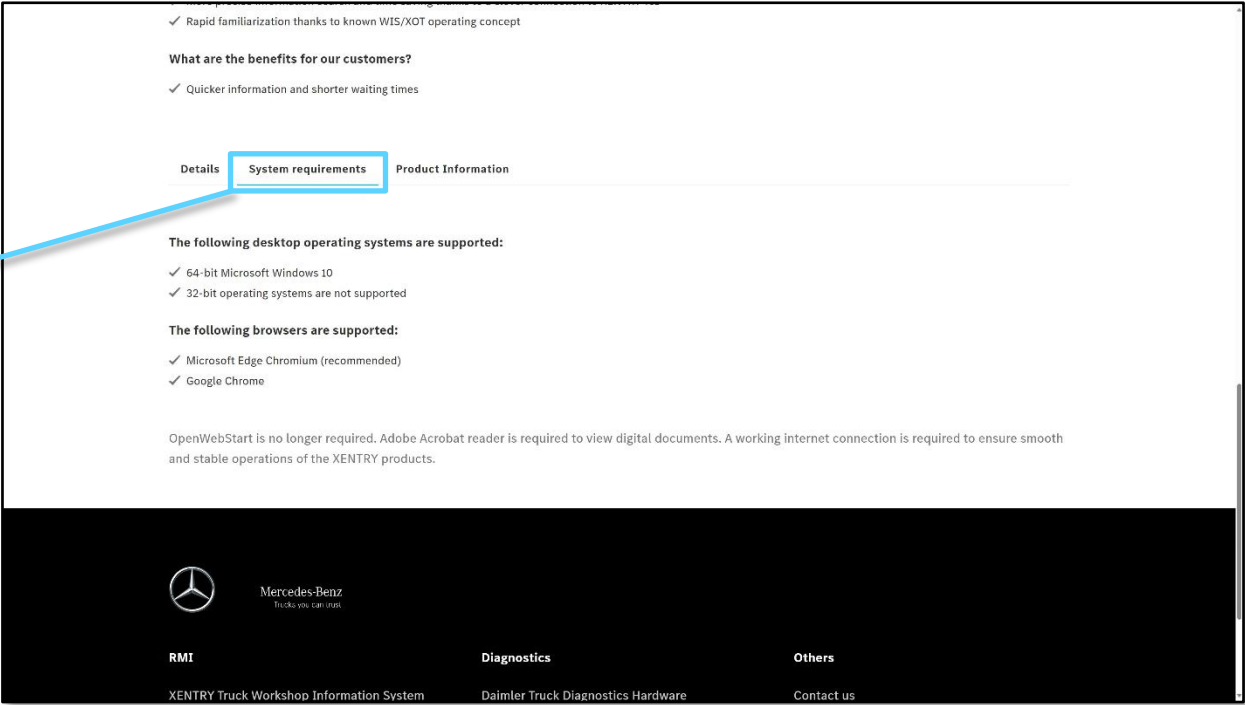 ✓ Rapid familiarization thanks to known WIS/XOT operating concept
What are the benefits for our customers?
✓ Quicker information and shorter waiting times
Details System requirements Product Information
The following desktop operating systems are supported:
✓ 64-bit Microsoft Windows 10
✓ 32-bit operating systems are not supported
The following browsers are supported:
✓ Microsoft Edge Chromium (recommended)
✓ Google Chrome
OpenWebStart is no longer required. Adobe Acrobat reader is required to view digital documents. A working internet connection is required to ensure smooth
and stable operations of the XENTRY products.
Mercedes-Benz
Trucks you can trust
RMI Diagnostics Others
XENTRY Truck Workshop Information System Daimler Truck Diagnostics Hardware Contact us